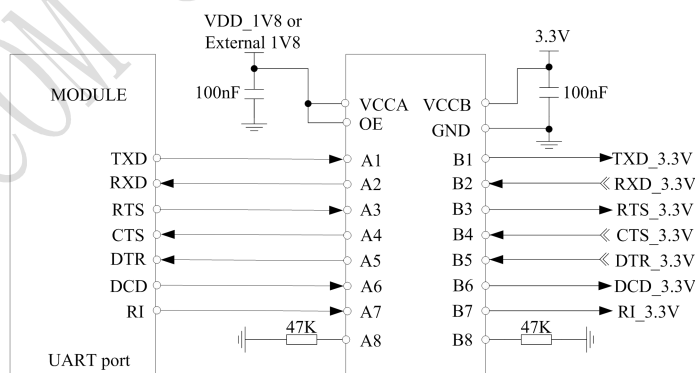 VDD_1V8 or
External 1V8
3.3V
MODULE
100nF
100nF
VCCA VCCB
OE
GND
TXD A1 B1 TXD_3.3V
RXD A2 B2 RXD_3.3V
RTS A3 B3 RTS_3.3V
CTS A4 B4 CTS_3.3V
DTR A5 B5 DTR_3.3V
DCD A6 B6 DCD_3.3V
RI A7 B7 RI_3.3V
47K A8 B8 47K
UART port